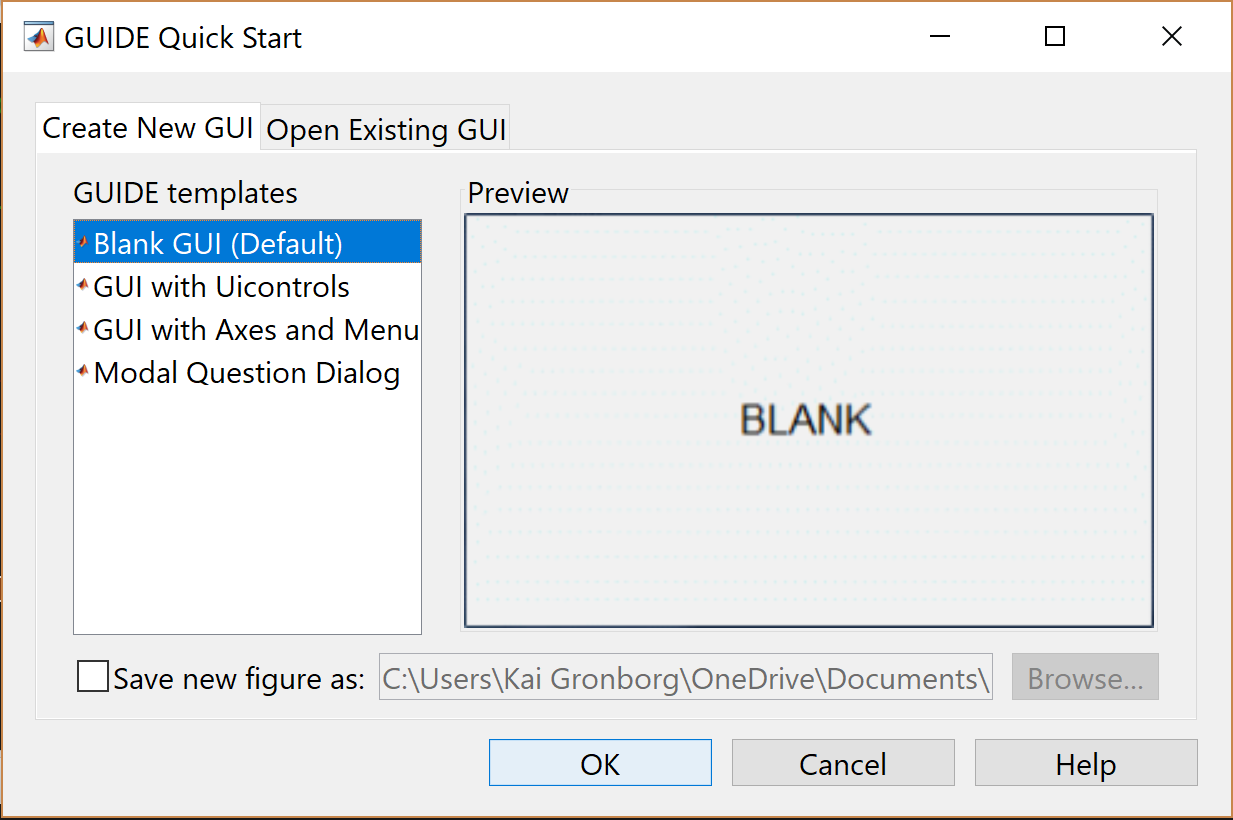 GUIDE Quick Start
Create New GUI
Open Existing GUI
GUIDE templates
Blank GUI (Default)
GUI with Uicontrols
GUI with Axes and Menu
Modal Question Dialog
Preview
BLANK
Save new figure as:
C:\Users\Kai Gronborg\OneDrive\Documents\
Browse...
OK
Cancel
Help